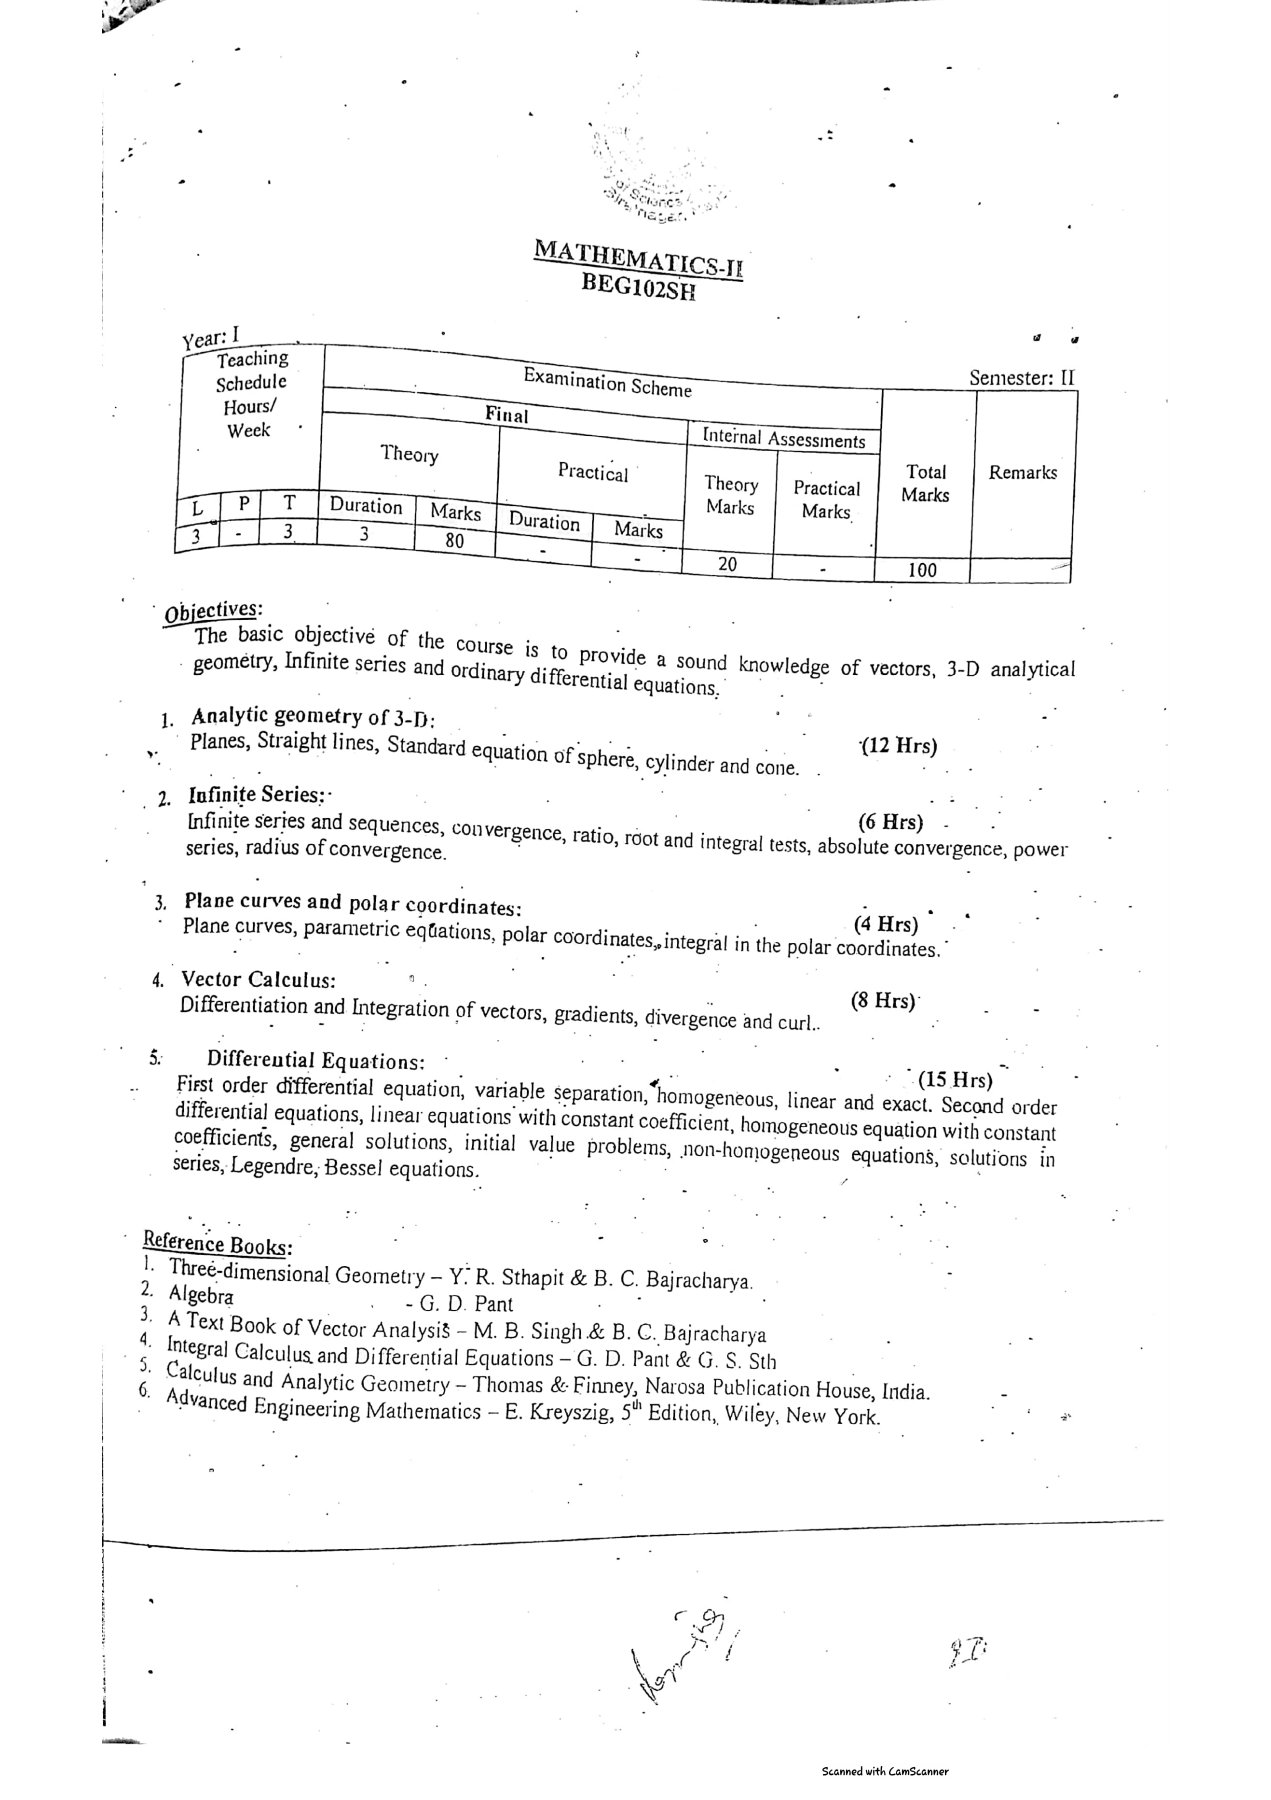 of Science
MATHEMATICS-II
BEG102SH
Year: I
Semester: II
Teaching
Schedule
Hours/
Week
Examination Scheme
Final
Internal Assessments
Total
Marks
Remarks
Theory
Practical
Theory
Marks
Practical
Marks
L P T Duration Marks Duration Marks
3 - 3 3 80 - - 20 - 100
Objectives:
The basic objective of the course is to provide a sound knowledge of vectors, 3-D analytical
geometry, Infinite series and ordinary differential equations.
1. Analytic geometry of 3-D: (12 Hrs)
Planes, Straight lines, Standard equation of sphere, cylinder and cone.
2. Infinite Series: (6 Hrs)
Infinite series and sequences, convergence, ratio, root and integral tests, absolute convergence, power
series, radius of convergence.
3. Plane curves and polar coordinates: (4 Hrs)
Plane curves, parametric equations, polar coordinates, integral in the polar coordinates.
4. Vector Calculus: (8 Hrs)
Differentiation and Integration of vectors, gradients, divergence and curl..
5. Differential Equations: (15 Hrs)
First order differential equation, variable separation, homogeneous, linear and exact. Second order
differential equations, linear equations with constant coefficient, homogeneous equation with constant
coefficients, general solutions, initial value problems, non-homogeneous equations, solutions in
series, Legendre, Bessel equations.
Reference Books:
1. Three-dimensional Geometry – Y. R. Sthapit & B. C. Bajracharya.
2. Algebra - G. D. Pant
3. A Text Book of Vector Analysis – M. B. Singh & B. C. Bajracharya
4. Integral Calculus and Differential Equations – G. D. Pant & G. S. Sth
5. Calculus and Analytic Geometry – Thomas & Finney, Narosa Publication House, India.
6. Advanced Engineering Mathematics – E. Kreyszig, 5th Edition, Wiley, New York.
Scanned with CamScanner